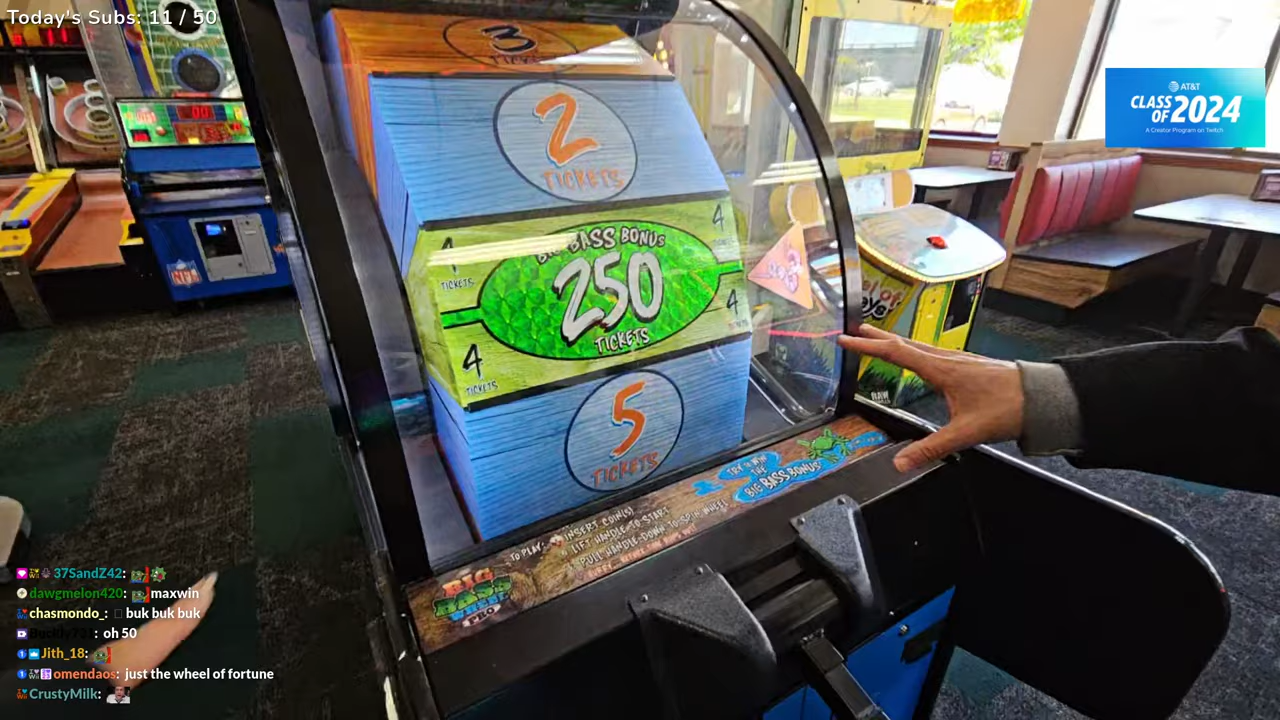 Today's Subs: 11 / 50
AT&T
CLASS OF 2024
A Creator Program on Twitch
3
2
TICKETS
BIG BASS BONUS
250
TICKETS
4
TICKETS
4
4
TICKETS
4
5
TICKETS
NFL
TRY TO WIN
THE
BIG BASS BONUS
TO PLAY:
INSERT COIN(S)
LIFT HANDLE TO START
PULL HANDLE DOWN TO SPIN WHEEL
BIG
BASS
WHEEL
PRO
37SandZ42:
dawgmelon420: maxwin
chasmondo_: buk buk buk
: oh 50
Jith_18:
omendaos: just the wheel of fortune
CrustyMilk: